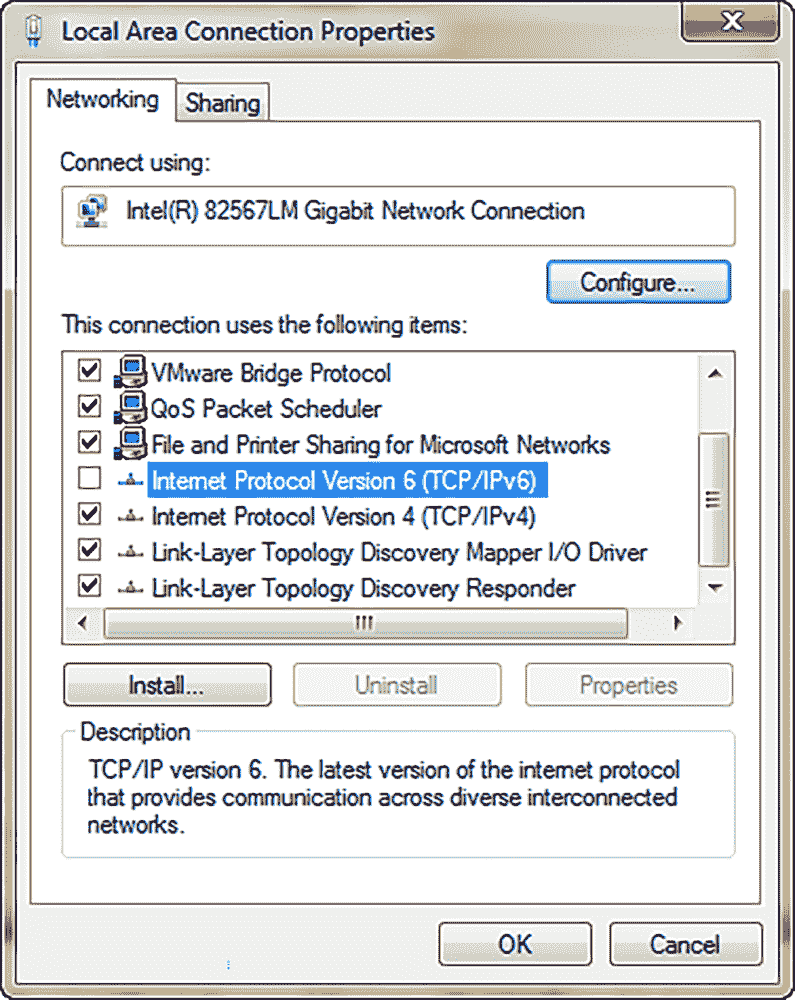 Local Area Connection Properties
Networking
Sharing
Connect using:
Intel(R) 82567LM Gigabit Network Connection
Configure...
This connection uses the following items:
VMware Bridge Protocol
QoS Packet Scheduler
File and Printer Sharing for Microsoft Networks
Internet Protocol Version 6 (TCP/IPv6)
Internet Protocol Version 4 (TCP/IPv4)
Link-Layer Topology Discovery Mapper I/O Driver
Link-Layer Topology Discovery Responder
Install...
Uninstall
Properties
Description
TCP/IP version 6. The latest version of the internet protocol
that provides communication across diverse interconnected
networks.
OK
Cancel